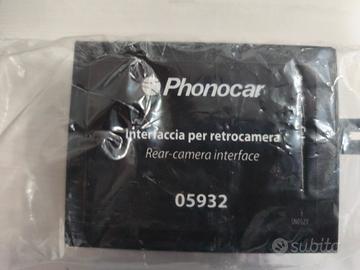 Phonocar
Interfaccia per retrocamera
Rear-camera interface
05932
subito